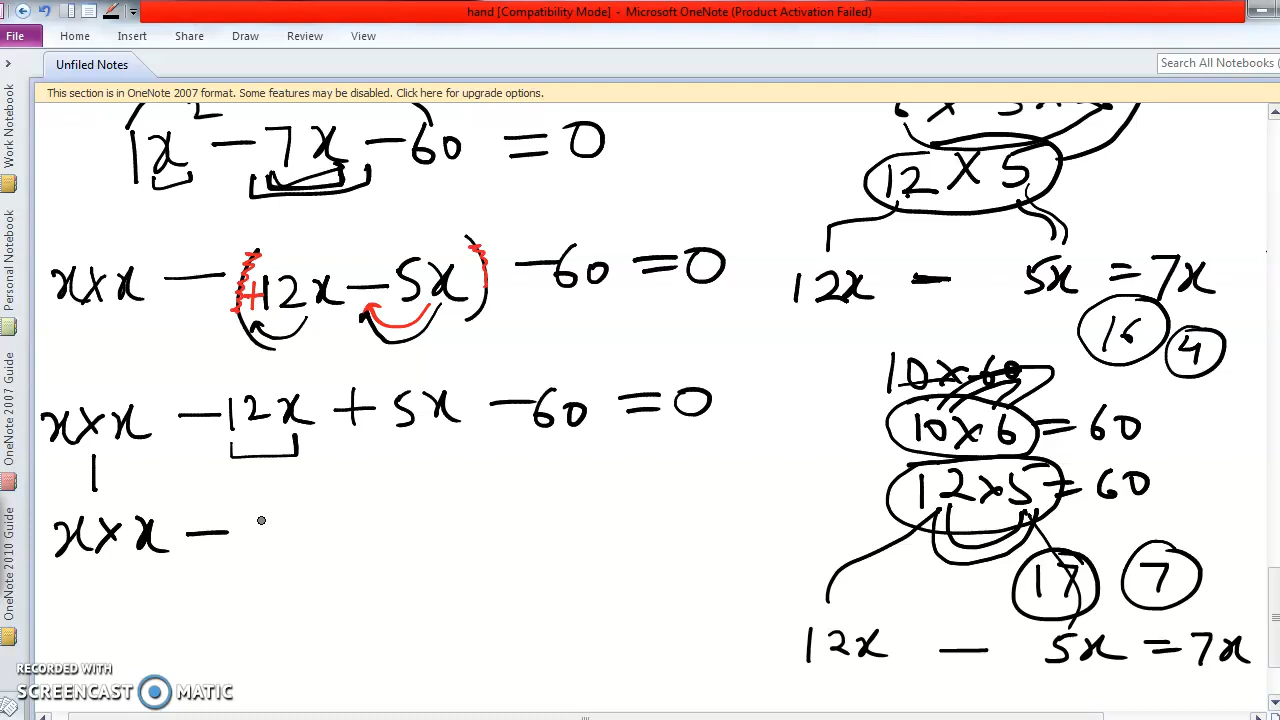 hand [Compatibility Mode] - Microsoft OneNote (Product Activation Failed)
File Home Insert Share Draw Review View
Unfiled Notes
Search All Notebooks (
This section in OneNote 2007 format. Some features may be disabled. Click here for upgrade options.
Work Notebook
Personal Notebook
OneNote 2007 Guide
OneNote 2010 Guide
1x² - 7x - 60 = 0
x×x - (+12x - 5x) - 60 = 0
x×x - 12x + 5x - 60 = 0
x×x -
12 × 5
12x - 5x = 7x
16 4
10×60
10×6 = 60
12×5 = 60
17 7
12x - 5x = 7x
RECORDED WITH
SCREENCAST MATIC